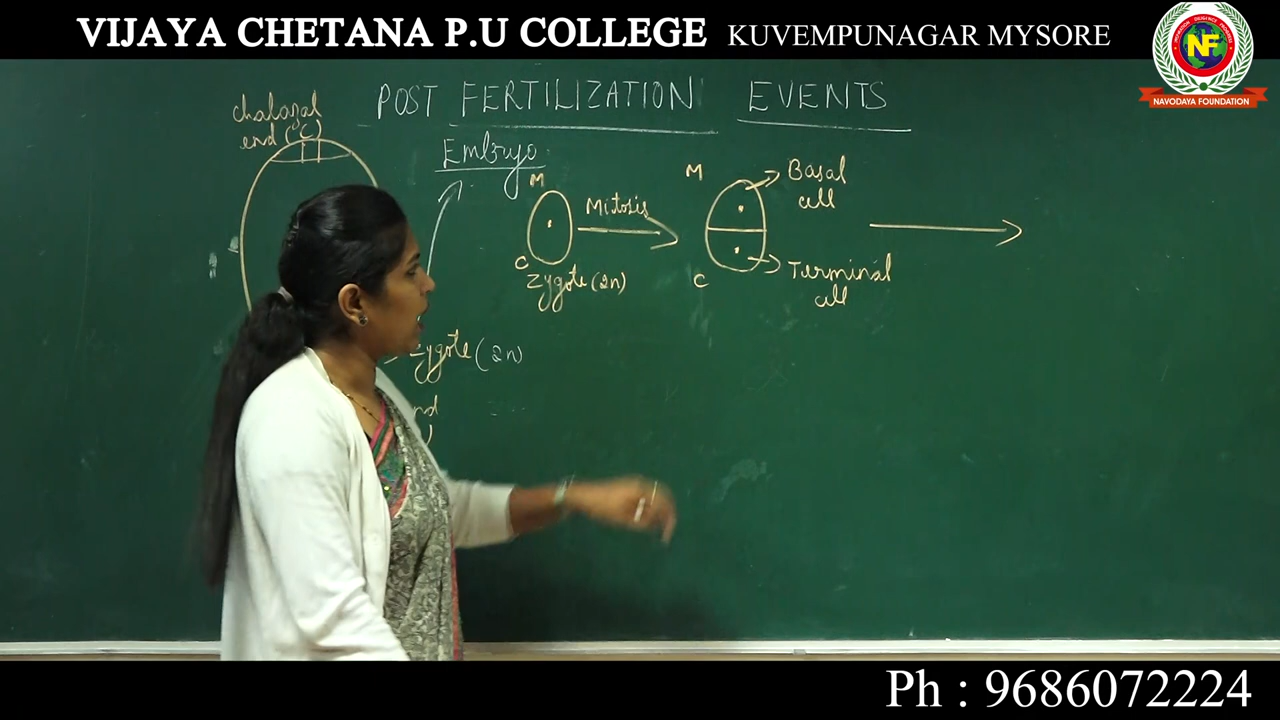 VIJAYA CHETANA P.U COLLEGE KUVEMPUNAGAR MYSORE
NF
NAVODAYA FOUNDATION
POST FERTILIZATION EVENTS
chalazal
end (C)
Embryo
M
Mitosis
C
Zygote (2n)
M
Basal
cell
C
Terminal
cell
Zygote (2n)
Ph : 9686072224